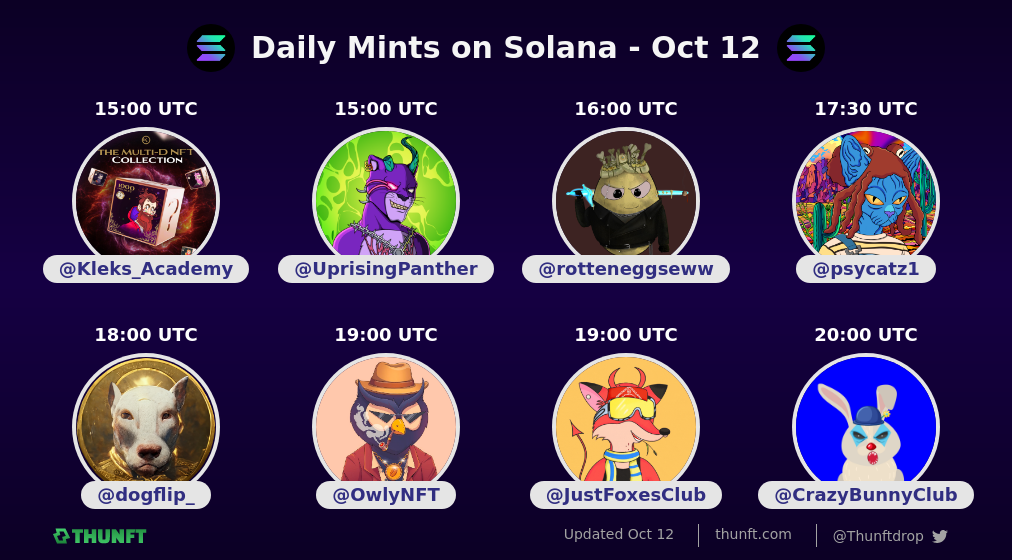 Daily Mints on Solana - Oct 12
15:00 UTC
15:00 UTC
16:00 UTC
17:30 UTC
THE MULTI-D NFT
COLLECTION
1000
@Kleks_Academy
@UprisingPanther
@rotteneggseww
@psycatz1
18:00 UTC
19:00 UTC
19:00 UTC
20:00 UTC
@dogflip_
@OwlyNFT
@JustFoxesClub
@CrazyBunnyClub
THUNFT
Updated Oct 12
thunft.com
@Thunftdrop